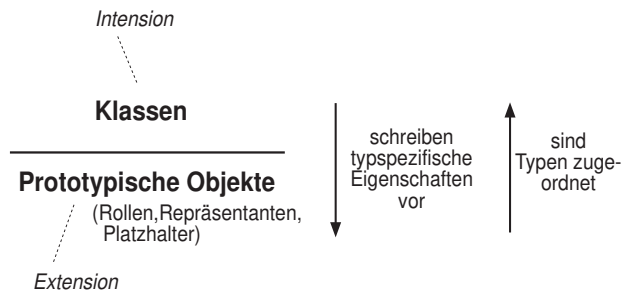 Intension
Klassen
Prototypische Objekte
(Rollen,Repräsentanten,
Platzhalter)
Extension
schreiben
typspezifische
Eigenschaften
vor
sind
Typen zuge-
ordnet